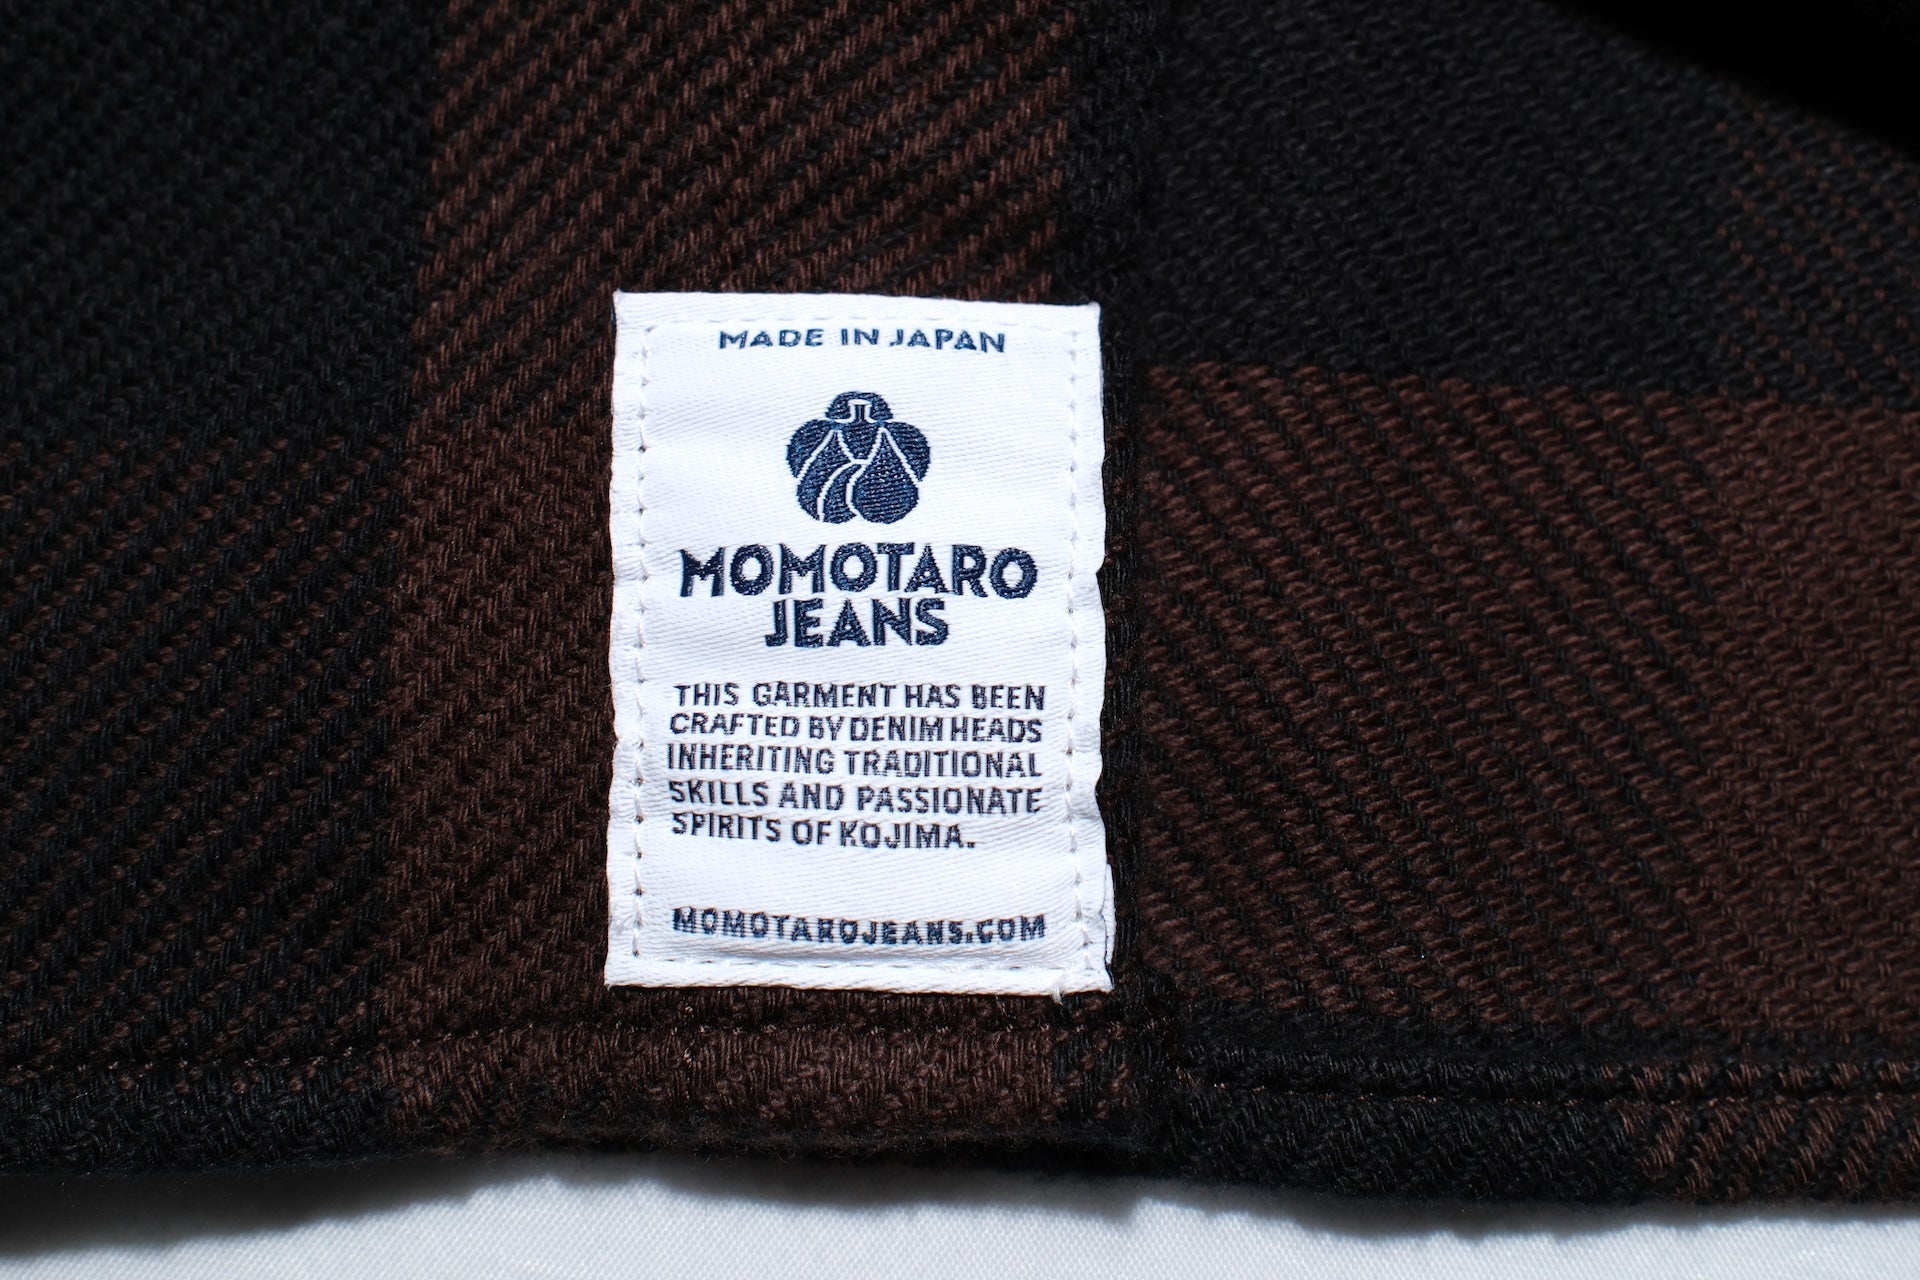 MADE IN JAPAN
MOMOTARO
JEANS
THIS GARMENT HAS BEEN
CRAFTED BY DENIM HEADS
INHERITING TRADITIONAL
SKILLS AND PASSIONATE
SPIRITS OF KOJIMA.
MOMOTAROJEANS.COM